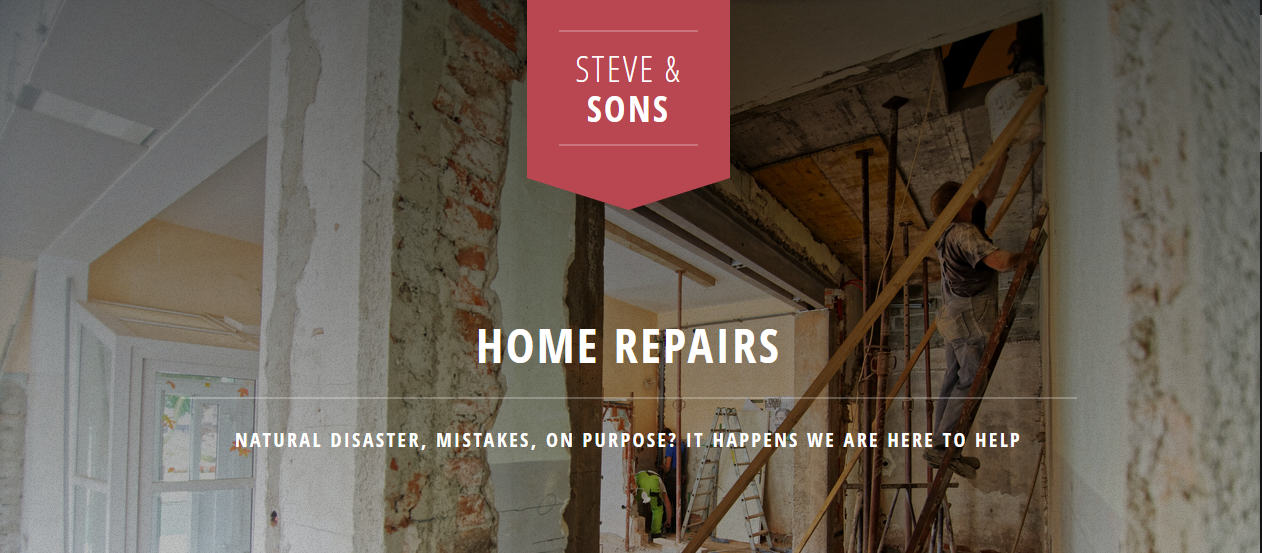 STEVE &
SONS
HOME REPAIRS
NATURAL DISASTER, MISTAKES, ON PURPOSE? IT HAPPENS WE ARE HERE TO HELP